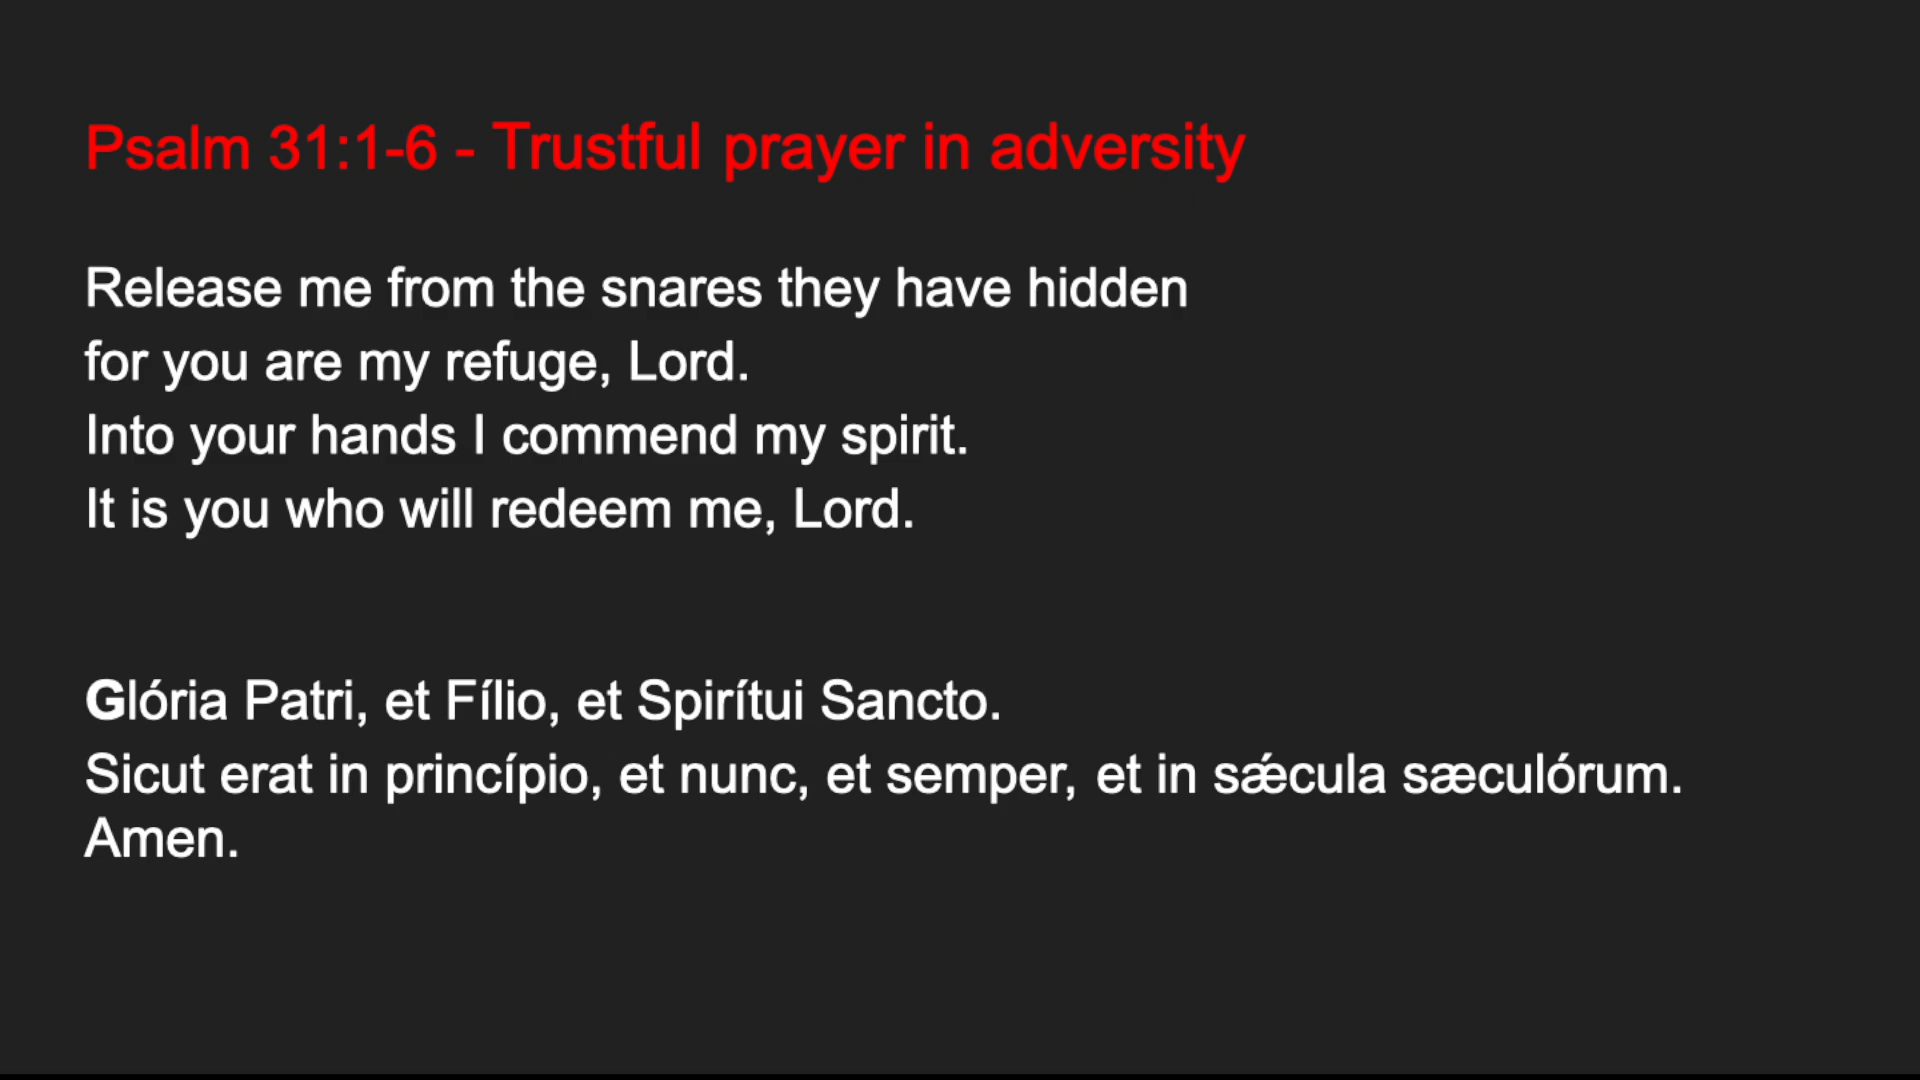 Psalm 31:1-6 - Trustful prayer in adversity
Release me from the snares they have hidden
for you are my refuge, Lord.
Into your hands I commend my spirit.
It is you who will redeem me, Lord.
Glória Patri, et Fílio, et Spirítui Sancto.
Sicut erat in princípio, et nunc, et semper, et in sǽcula sæculórum.
Amen.